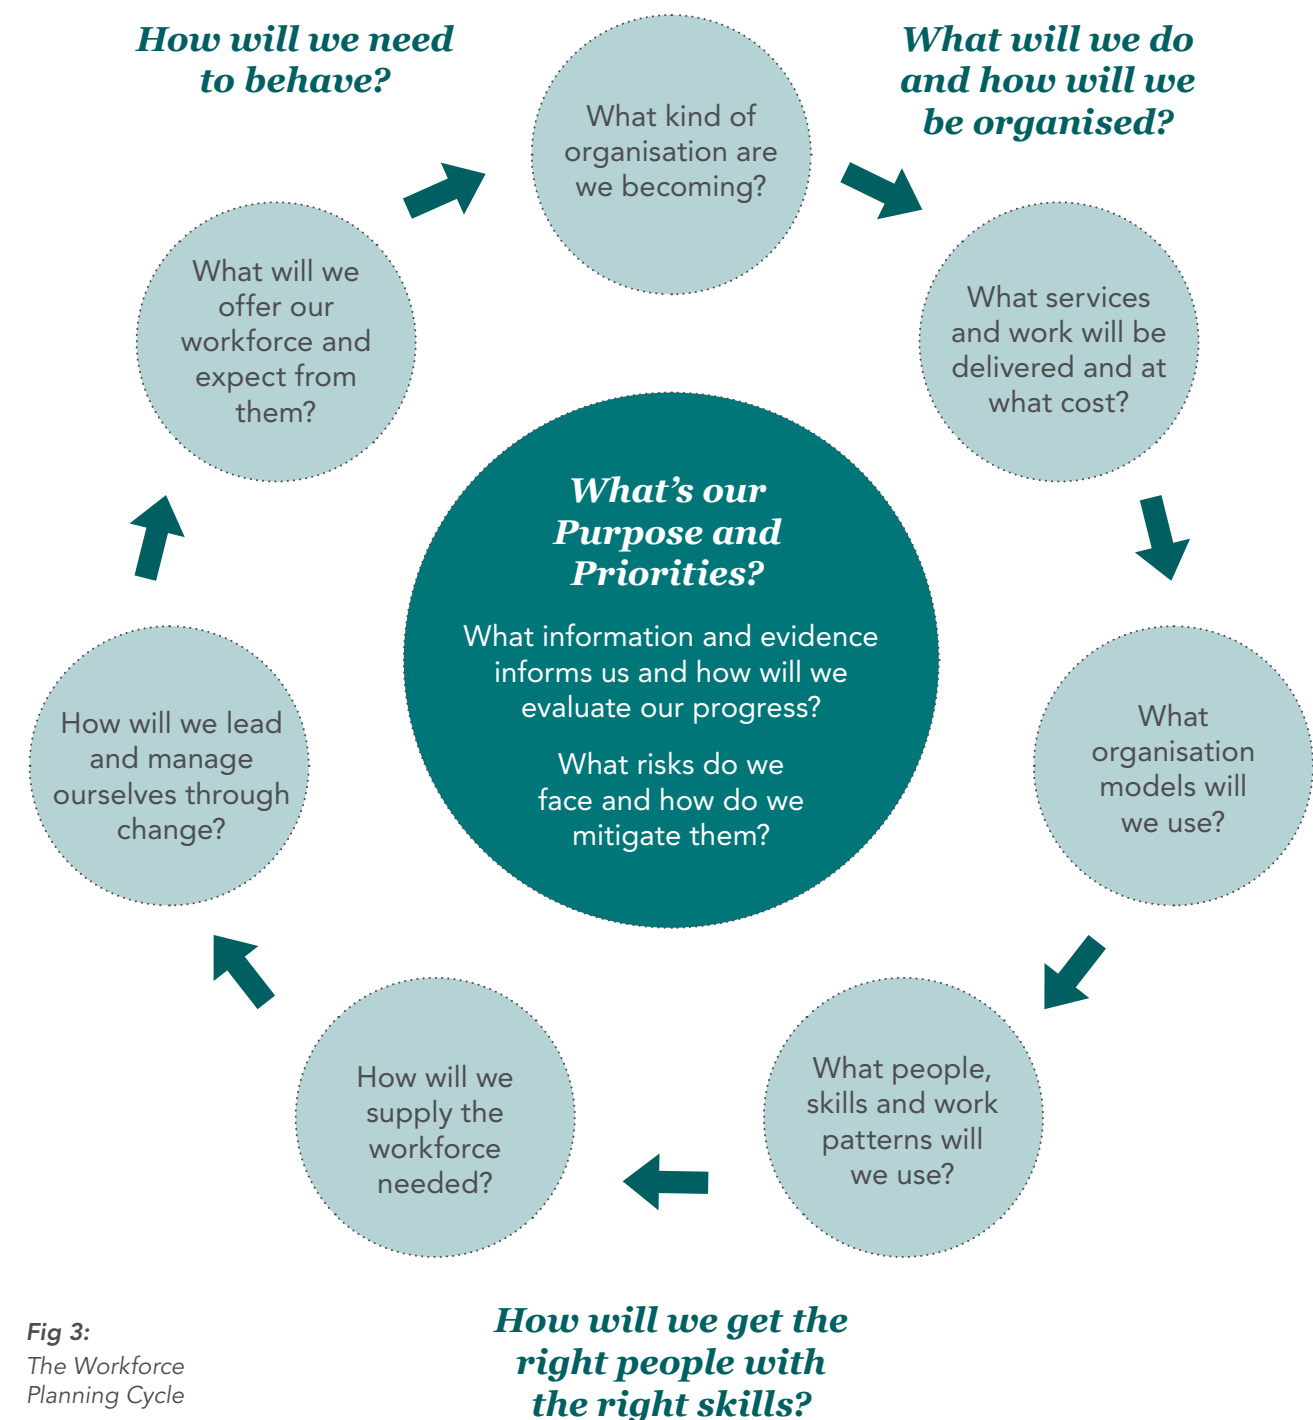 How will we need
to behave?
What will we do
and how will we
be organised?
What kind of
organisation are
we becoming?
What services
and work will be
delivered and at
what cost?
What
organisation
models will
we use?
What people,
skills and work
patterns will
we use?
How will we
supply the
workforce
needed?
How will we lead
and manage
ourselves through
change?
What will we
offer our
workforce and
expect from
them?
What's our
Purpose and
Priorities?
What information and evidence
informs us and how will we
evaluate our progress?
What risks do we
face and how do we
mitigate them?
How will we get the
right people with
the right skills?
Fig 3:
The Workforce
Planning Cycle